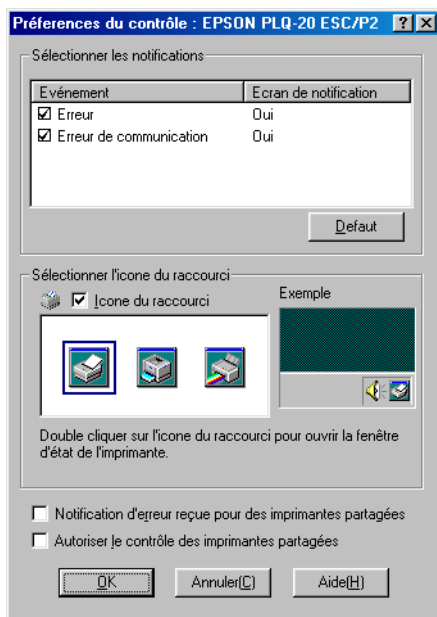 Préferences du contrôle : EPSON PLQ-20 ESC/P2
Sélectionner les notifications
Evénement Ecran de notification
Erreur Oui
Erreur de communication Oui
Defaut
Sélectionner l'icone du raccourci
Icone du raccourci
Exemple
Double cliquer sur l'icone du raccourci pour ouvrir la fenêtre
d'état de l'imprimante.
Notification d'erreur reçue pour des imprimantes partagées
Autoriser le contrôle des imprimantes partagées
OK Annuler(C) Aide(H)